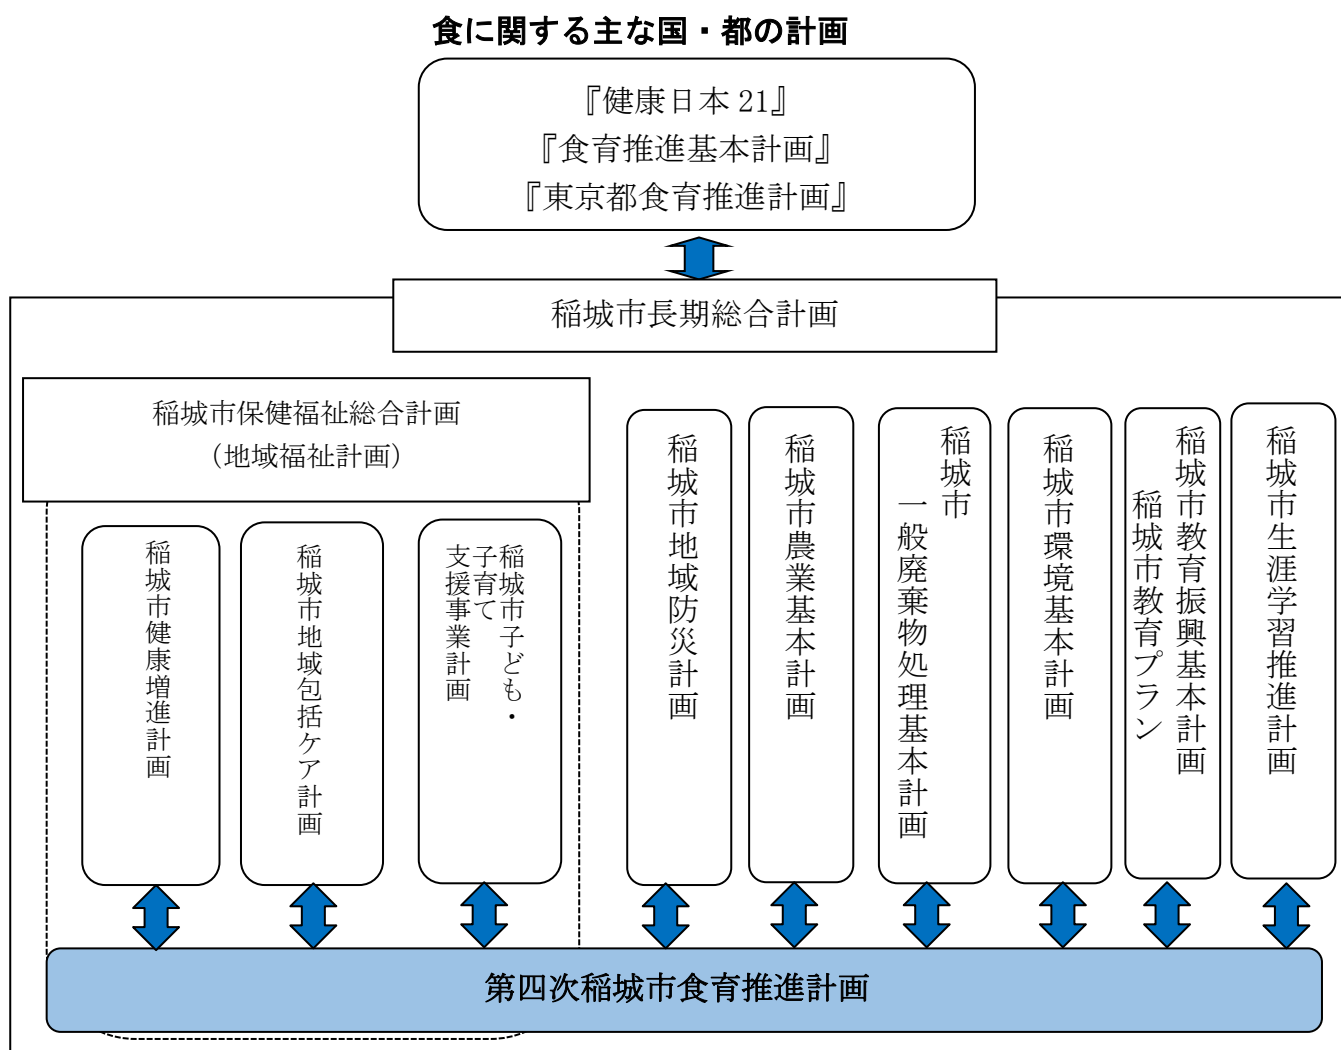 食に関する主な国・都の計画
『健康日本 21』
『食育推進基本計画』
『東京都食育推進計画』
稲城市長期総合計画
稲城市保健福祉総合計画
（地域福祉計画）
稲城市健康増進計画
稲城市地域包括ケア計画
稲城市子ども・
子育て
支援事業計画
稲城市地域防災計画
稲城市農業基本計画
稲城市
一般廃棄物処理基本計画
稲城市環境基本計画
稲城市教育振興基本計画
稲城市教育プラン
稲城市生涯学習推進計画
第四次稲城市食育推進計画